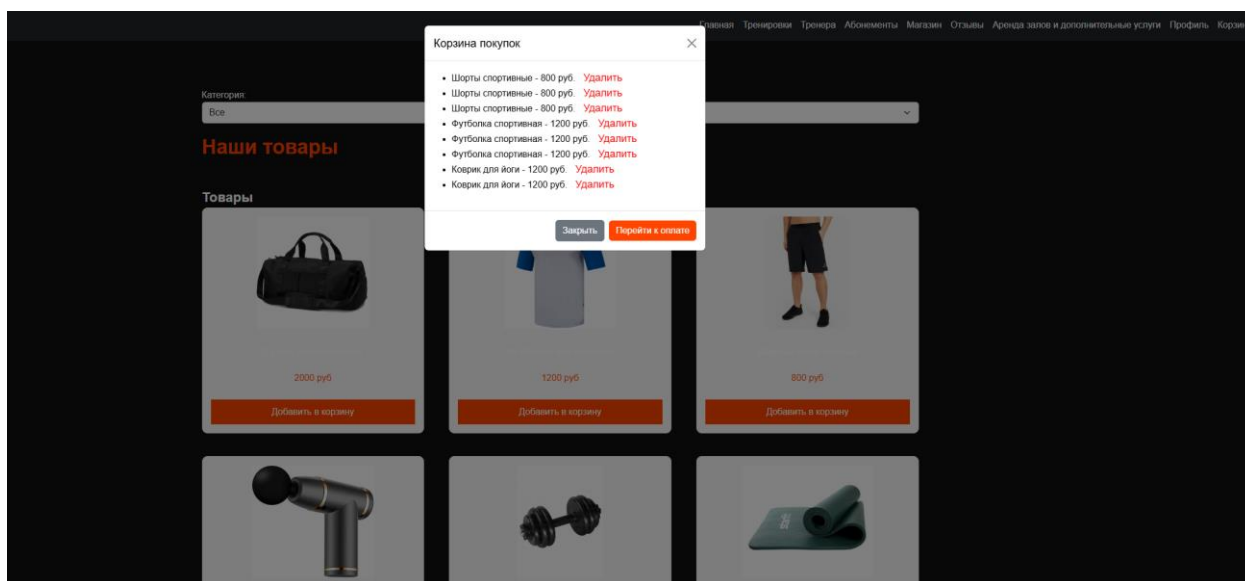 Главная Тренировки Тренера Абонементы Магазин Отзывы Аренда залов и дополнительные услуги Профиль
Корзина покупок
Шорты спортивные - 800 руб. Удалить
Шорты спортивные - 800 руб. Удалить
Шорты спортивные - 800 руб. Удалить
Футболка спортивная - 1200 руб. Удалить
Футболка спортивная - 1200 руб. Удалить
Футболка спортивная - 1200 руб. Удалить
Коврик для йоги - 1200 руб. Удалить
Коврик для йоги - 1200 руб. Удалить
Закрыть Перейти к оплате
Категория:
Все
Наши товары
Товары
2000 руб 1200 руб 800 руб
Добавить в корзину Добавить в корзину Добавить в корзину